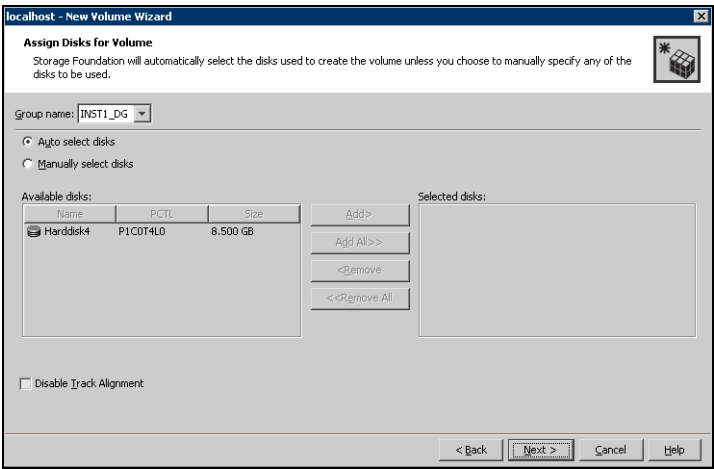 localhost - New Volume Wizard
Assign Disks for Volume
Storage Foundation will automatically select the disks used to create the volume unless you choose to manually specify any of the
disks to be used.
Group name: INST1_DG
Auto select disks
Manually select disks
Available disks:
Selected disks:
Name PCTL Size
Harddisk4 P1C0T4L0 8.500 GB
Add>
Add All>>
<Remove
<<Remove All
Disable Track Alignment
< Back Next > Cancel Help